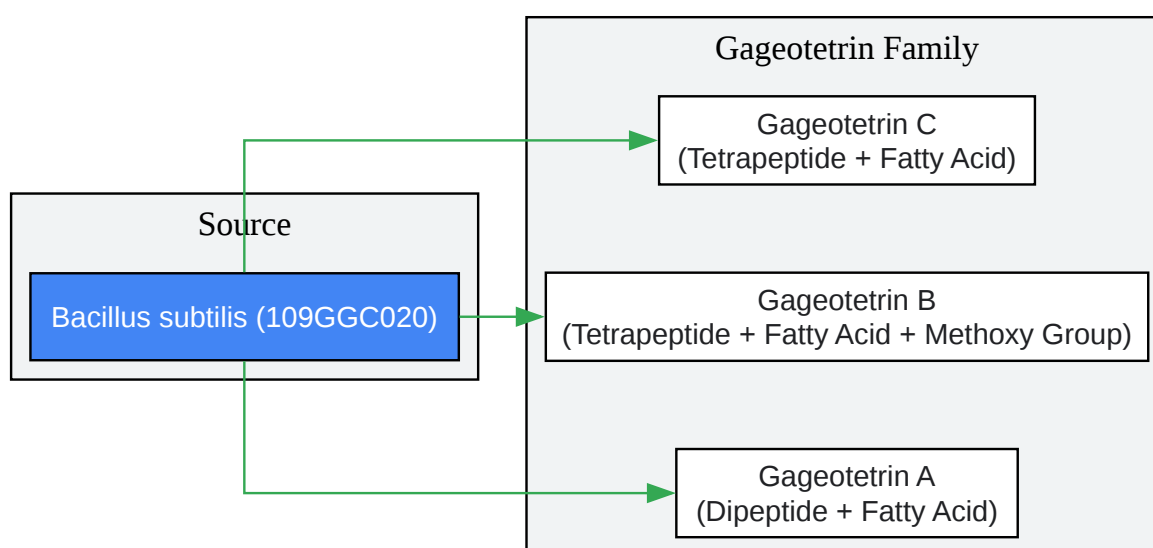 Gageotetrin Family
Gageotetrin C
(Tetrapeptide + Fatty Acid)
Source
Bacillus subtilis (109GGC020)
Gageotetrin B
(Tetrapeptide + Fatty Acid + Methoxy Group)
Gageotetrin A
(Dipeptide + Fatty Acid)